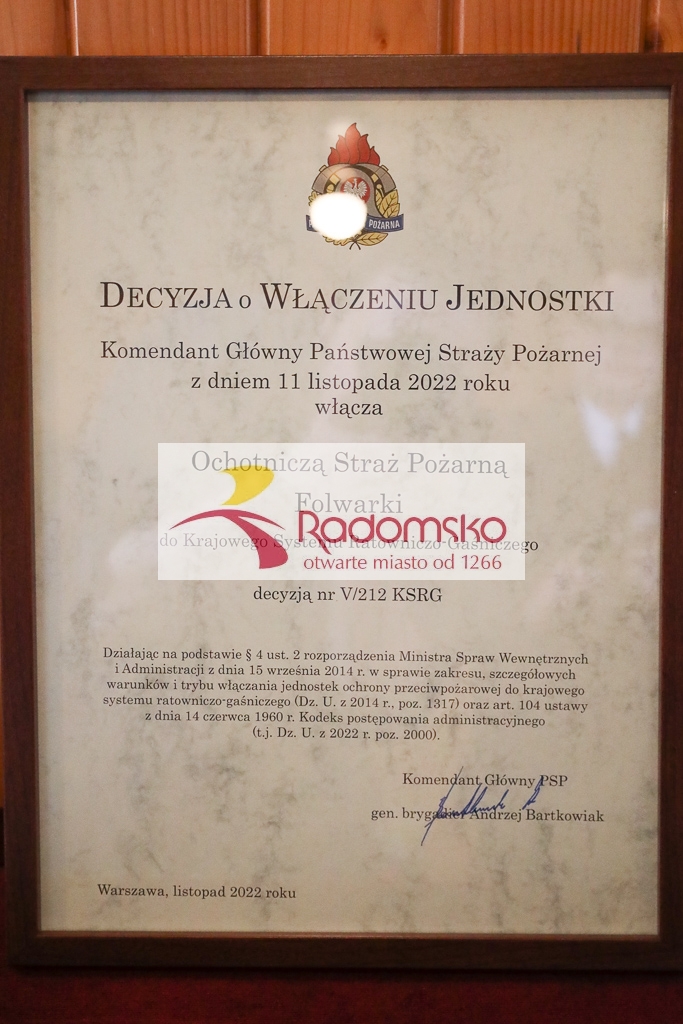 POŻARNA
DECYZJA O WŁĄCZENIU JEDNOSTKI
Komendant Główny Państwowej Straży Pożarnej
z dniem 11 listopada 2022 roku
włącza
Ochotniczą Straż Pożarną
Folwarki
do Krajowego Systemu Ratowniczo-Gaśniczego
Radomsko
otwarte miasto od 1266
decyzją nr V/212 KSRG
Działając na podstawie § 4 ust. 2 rozporządzenia Ministra Spraw Wewnętrznych
i Administracji z dnia 15 września 2014 r. w sprawie zakresu, szczegółowych
warunków i trybu włączania jednostek ochrony przeciwpożarowej do krajowego
systemu ratowniczo-gaśniczego (Dz. U. z 2014 r., poz. 1317) oraz art. 104 ustawy
z dnia 14 czerwca 1960 r. Kodeks postępowania administracyjnego
(t.j. Dz. U. z 2022 r. poz. 2000).
Komendant Główny PSP
gen. brygadier Andrzej Bartkowiak
Warszawa, listopad 2022 roku